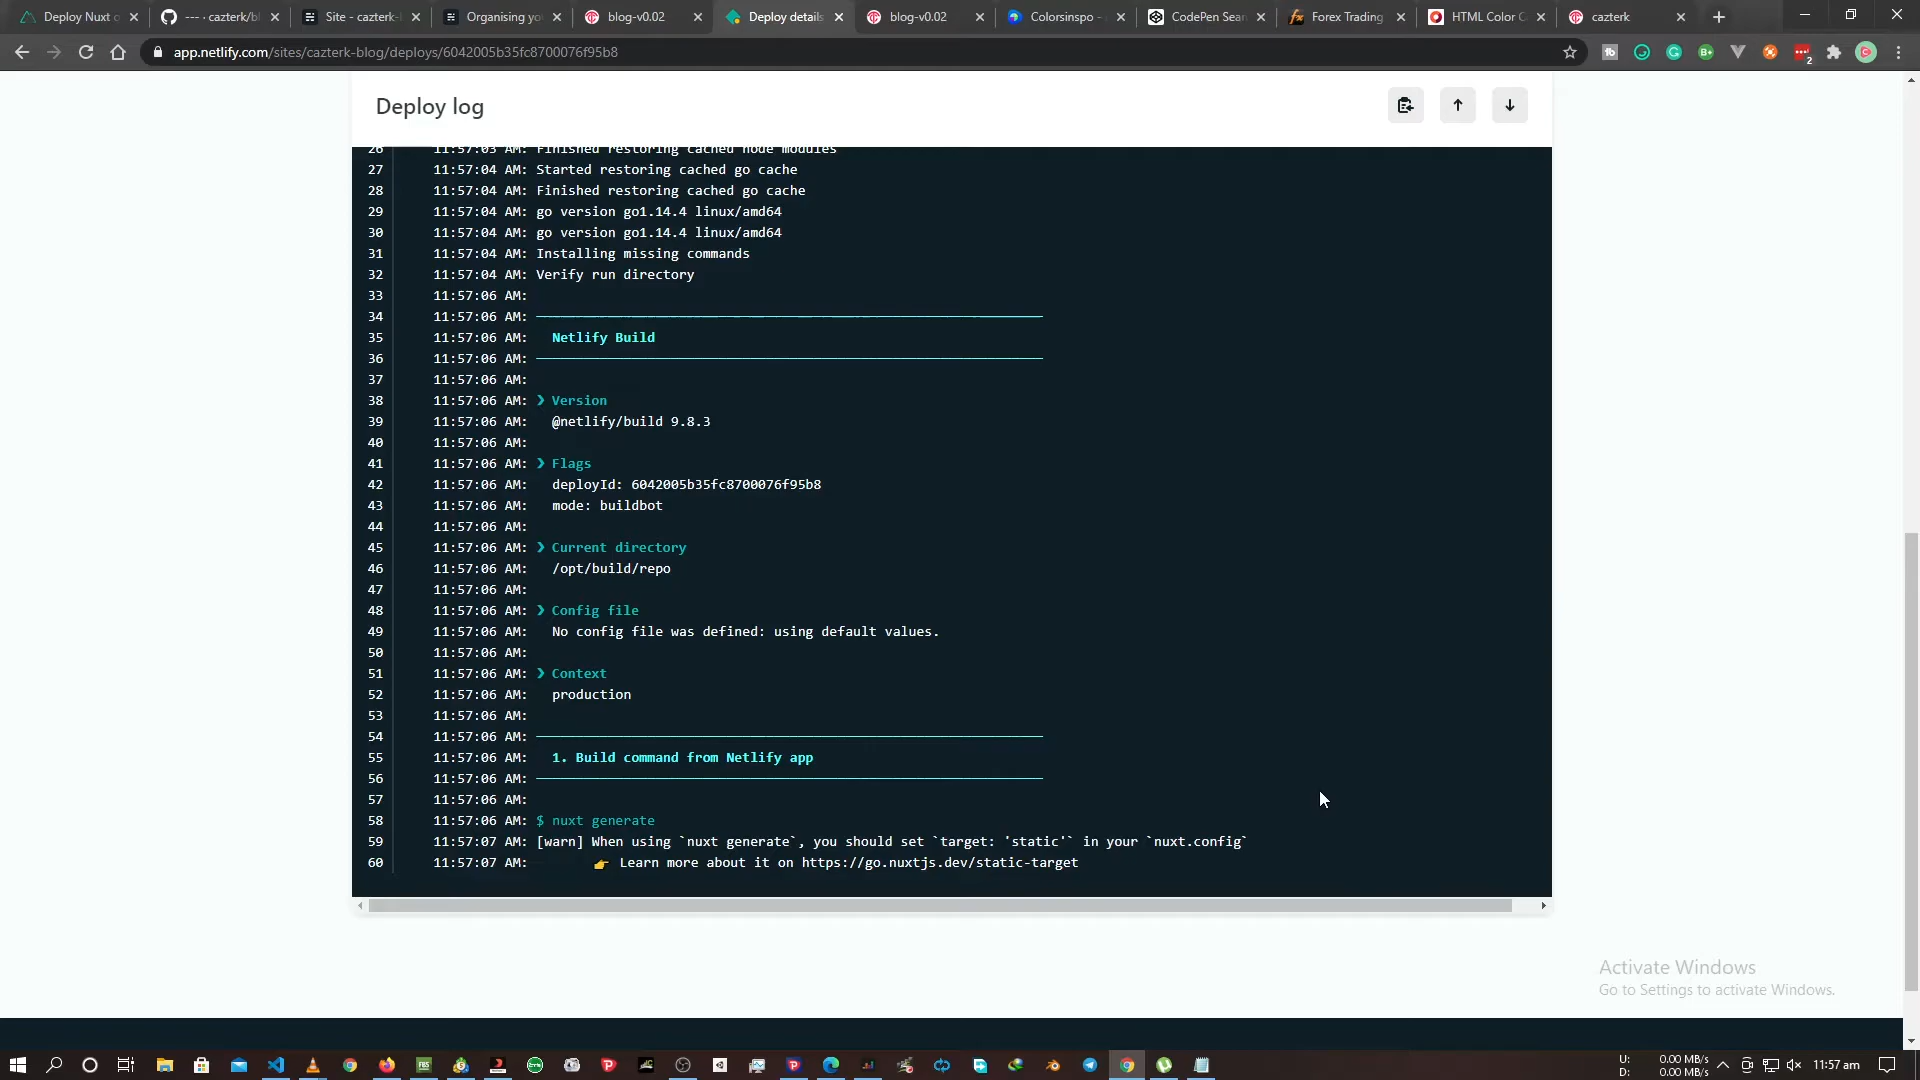 Deploy Nuxt o
--- · cazterk/bl
Site - cazterk-
Organising yo
blog-v0.02
Deploy details
blog-v0.02
Colorsinspo -
CodePen Sear
Forex Trading
HTML Color C
cazterk
app.netlify.com/sites/cazterk-blog/deploys/6042005b35fc8700076f95b8
Deploy log
26 11:57:03 AM: Finished restoring cached node modules
27 11:57:04 AM: Started restoring cached go cache
28 11:57:04 AM: Finished restoring cached go cache
29 11:57:04 AM: go version go1.14.4 linux/amd64
30 11:57:04 AM: go version go1.14.4 linux/amd64
31 11:57:04 AM: Installing missing commands
32 11:57:04 AM: Verify run directory
33 11:57:06 AM:
34 11:57:06 AM:
35 11:57:06 AM: Netlify Build
36 11:57:06 AM:
37 11:57:06 AM:
38 11:57:06 AM: ❯ Version
39 11:57:06 AM: @netlify/build 9.8.3
40 11:57:06 AM:
41 11:57:06 AM: ❯ Flags
42 11:57:06 AM: deployId: 6042005b35fc8700076f95b8
43 11:57:06 AM: mode: buildbot
44 11:57:06 AM:
45 11:57:06 AM: ❯ Current directory
46 11:57:06 AM: /opt/build/repo
47 11:57:06 AM:
48 11:57:06 AM: ❯ Config file
49 11:57:06 AM: No config file was defined: using default values.
50 11:57:06 AM:
51 11:57:06 AM: ❯ Context
52 11:57:06 AM: production
53 11:57:06 AM:
54 11:57:06 AM:
55 11:57:06 AM: 1. Build command from Netlify app
56 11:57:06 AM:
57 11:57:06 AM:
58 11:57:06 AM: $ nuxt generate
59 11:57:07 AM: [warn] When using `nuxt generate`, you should set `target: 'static'` in your `nuxt.config`
60 11:57:07 AM: 👉 Learn more about it on https://go.nuxtjs.dev/static-target
Activate Windows
Go to Settings to activate Windows.
U: 0.00 MB/s
D: 0.00 MB/s
11:57 am